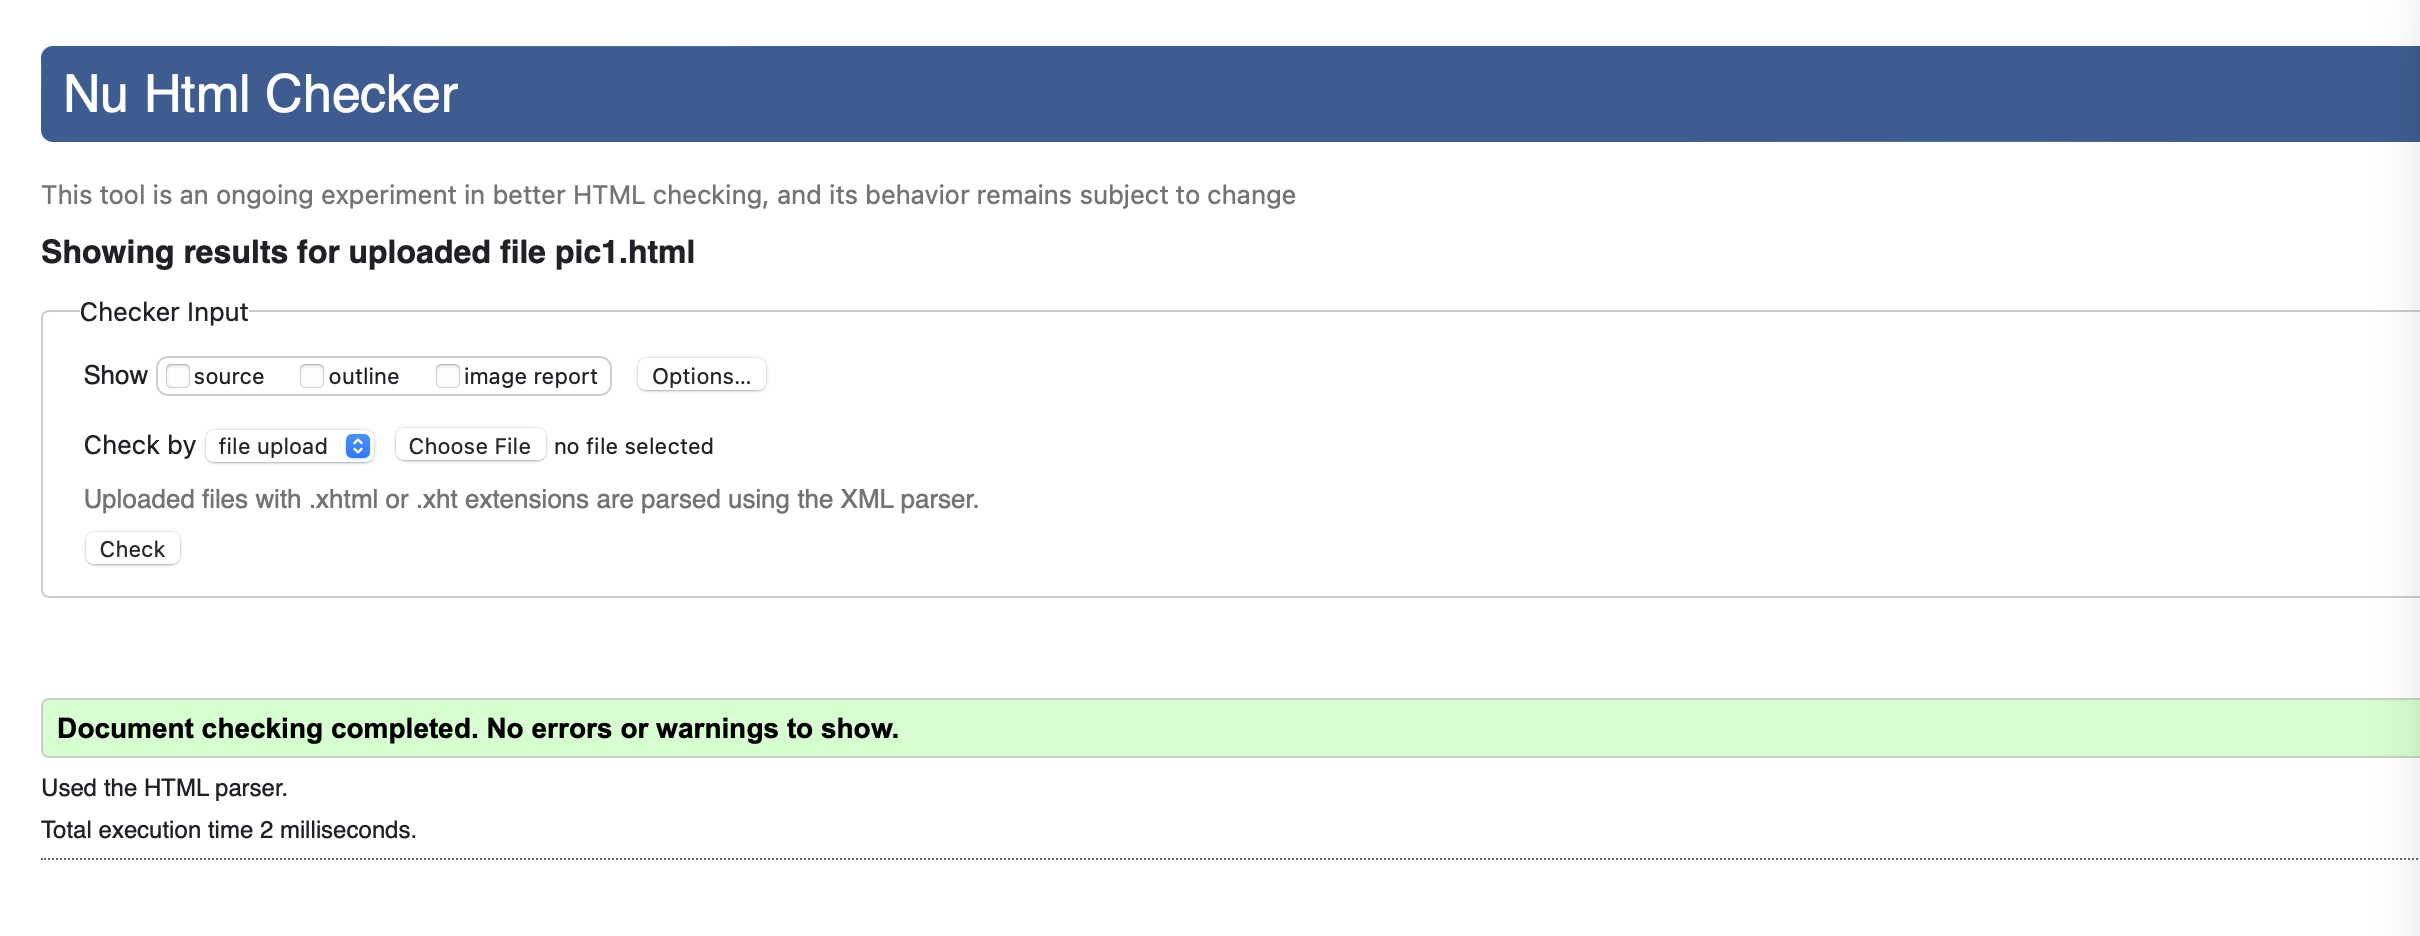 Nu Html Checker
This tool is an ongoing experiment in better HTML checking, and its behavior remains subject to change
Showing results for uploaded file pic1.html
Checker Input
Show source outline image report Options...
Check by file upload Choose File no file selected
Uploaded files with .xhtml or .xht extensions are parsed using the XML parser.
Check
Document checking completed. No errors or warnings to show.
Used the HTML parser.
Total execution time 2 milliseconds.